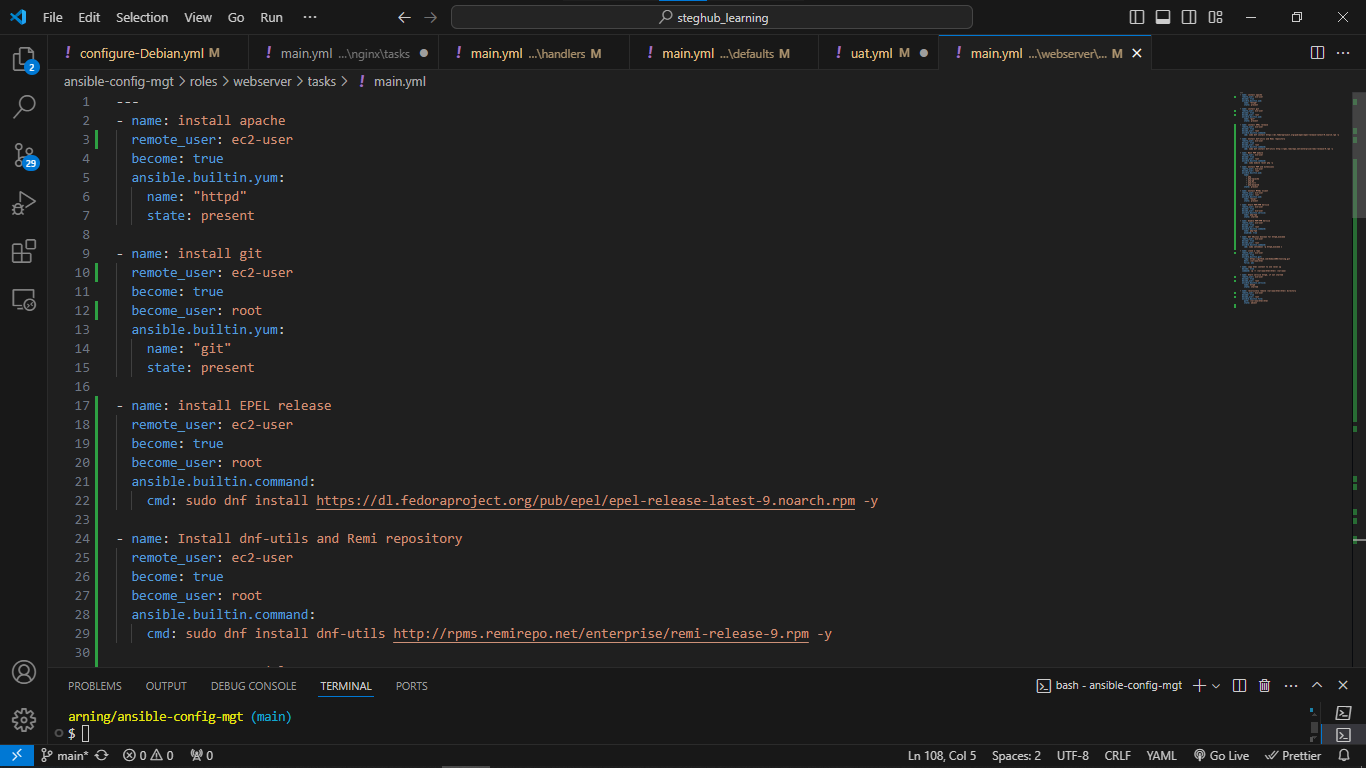 File Edit Selection View Go Run ··· steghub_learning
configure-Debian.yml M main.yml ...\nginx\tasks main.yml ...\handlers M main.yml ...\defaults M uat.yml M main.yml ...\webserver\... M
ansible-config-mgt > roles > webserver > tasks > ! main.yml
1 ---
2 - name: install apache
3 remote_user: ec2-user
4 become: true
5 ansible.builtin.yum:
6 name: "httpd"
7 state: present
8
9 - name: install git
10 remote_user: ec2-user
11 become: true
12 become_user: root
13 ansible.builtin.yum:
14 name: "git"
15 state: present
16
17 - name: install EPEL release
18 remote_user: ec2-user
19 become: true
20 become_user: root
21 ansible.builtin.command:
22 cmd: sudo dnf install https://dl.fedoraproject.org/pub/epel/epel-release-latest-9.noarch.rpm -y
23
24 - name: Install dnf-utils and Remi repository
25 remote_user: ec2-user
26 become: true
27 become_user: root
28 ansible.builtin.command:
29 cmd: sudo dnf install dnf-utils http://rpms.remirepo.net/enterprise/remi-release-9.rpm -y
30
2
29
PROBLEMS OUTPUT DEBUG CONSOLE TERMINAL PORTS bash - ansible-config-mgt
arning/ansible-config-mgt (main)
$
main* 0 0 0 Ln 108, Col 5 Spaces: 2 UTF-8 CRLF YAML Go Live Prettier